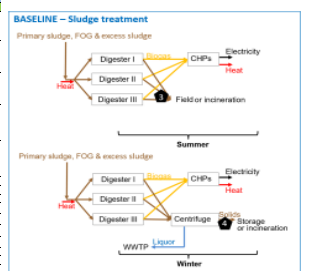 BASELINE – Sludge treatment
Primary sludge, FOG & excess sludge
Digester I
Biogas
CHPs
Electricity
Heat
Heat
Digester II
Digester III
3
Field or incineration
Summer
Primary sludge, FOG & excess sludge
Digester I
Biogas
CHPs
Electricity
Heat
Heat
Digester II
Digester III
Centrifuge
Solids
4
Storage
or incineration
WWTP
Liquor
Winter